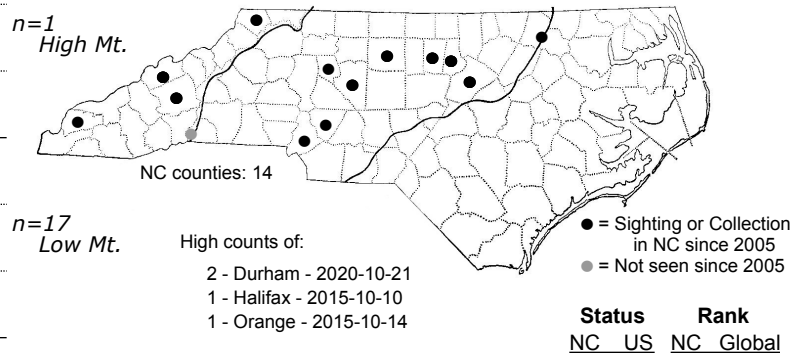 n=1
High Mt.
NC counties: 14
n=17
Low Mt.
High counts of:
2 - Durham - 2020-10-21
1 - Halifax - 2015-10-10
1 - Orange - 2015-10-14
= Sighting or Collection
in NC since 2005
= Not seen since 2005
Status Rank
NC US NC Global